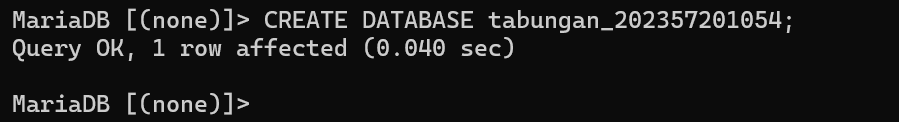 MariaDB [(none)]> CREATE DATABASE tabungan_202357201054;
Query OK, 1 row affected (0.040 sec)
MariaDB [(none)]>